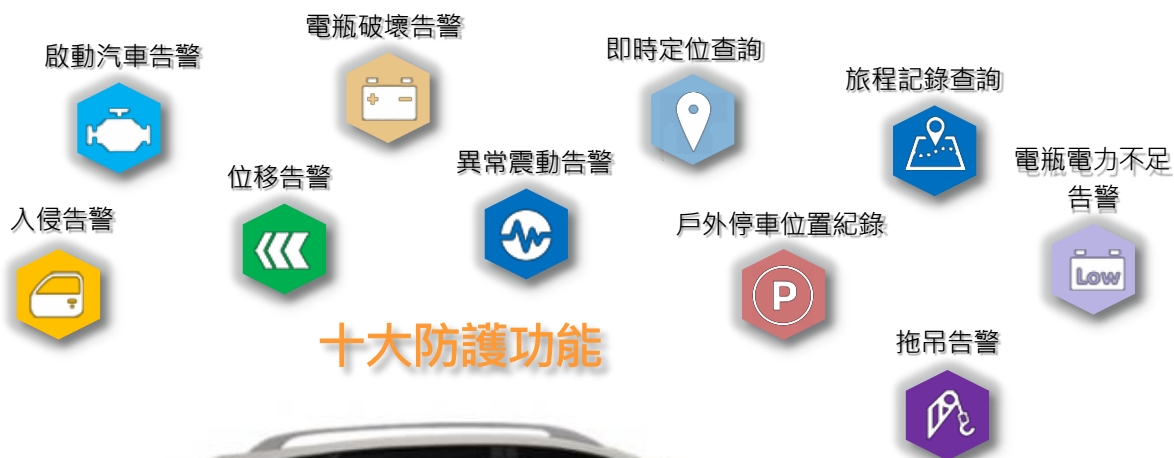 電瓶破壞告警
啟動汽車告警
即時定位查詢
旅程記錄查詢
異常震動告警
電瓶電力不足
告警
位移告警
入侵告警
戶外停車位置紀錄
Low
P
十大防護功能
拖吊告警